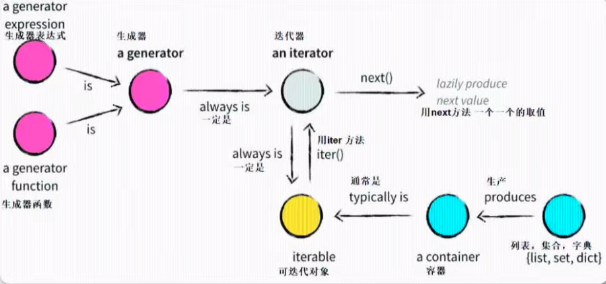 a generator
expression
生成器表达式
is
is
a generator
function
生成器函数
生成器
a generator
always is
一定是
迭代器
an iterator
next()
lazily produce
next value
用next方法 一个一个的取值
always is
一定是
用iter 方法
iter()
iterable
可迭代对象
通常是
typically is
a container
容器
生产
produces
列表，集合，字典
{list, set, dict}